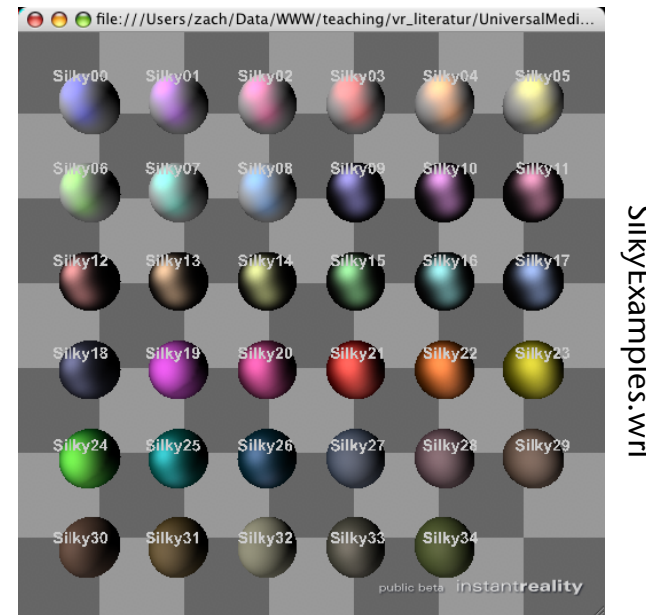 file:///Users/zach/Data/WWW/teaching/vr_literatur/UniversalMedi...
Silky00 Silky01 Silky02 Silky03 Silky04 Silky05
Silky06 Silky07 Silky08 Silky09 Silky10 Silky11
Silky12 Silky13 Silky14 Silky15 Silky16 Silky17
Silky18 Silky19 Silky20 Silky21 Silky22 Silky23
Silky24 Silky25 Silky26 Silky27 Silky28 Silky29
Silky30 Silky31 Silky32 Silky33 Silky34
public beta instantreality
SilkyExamples.wrl